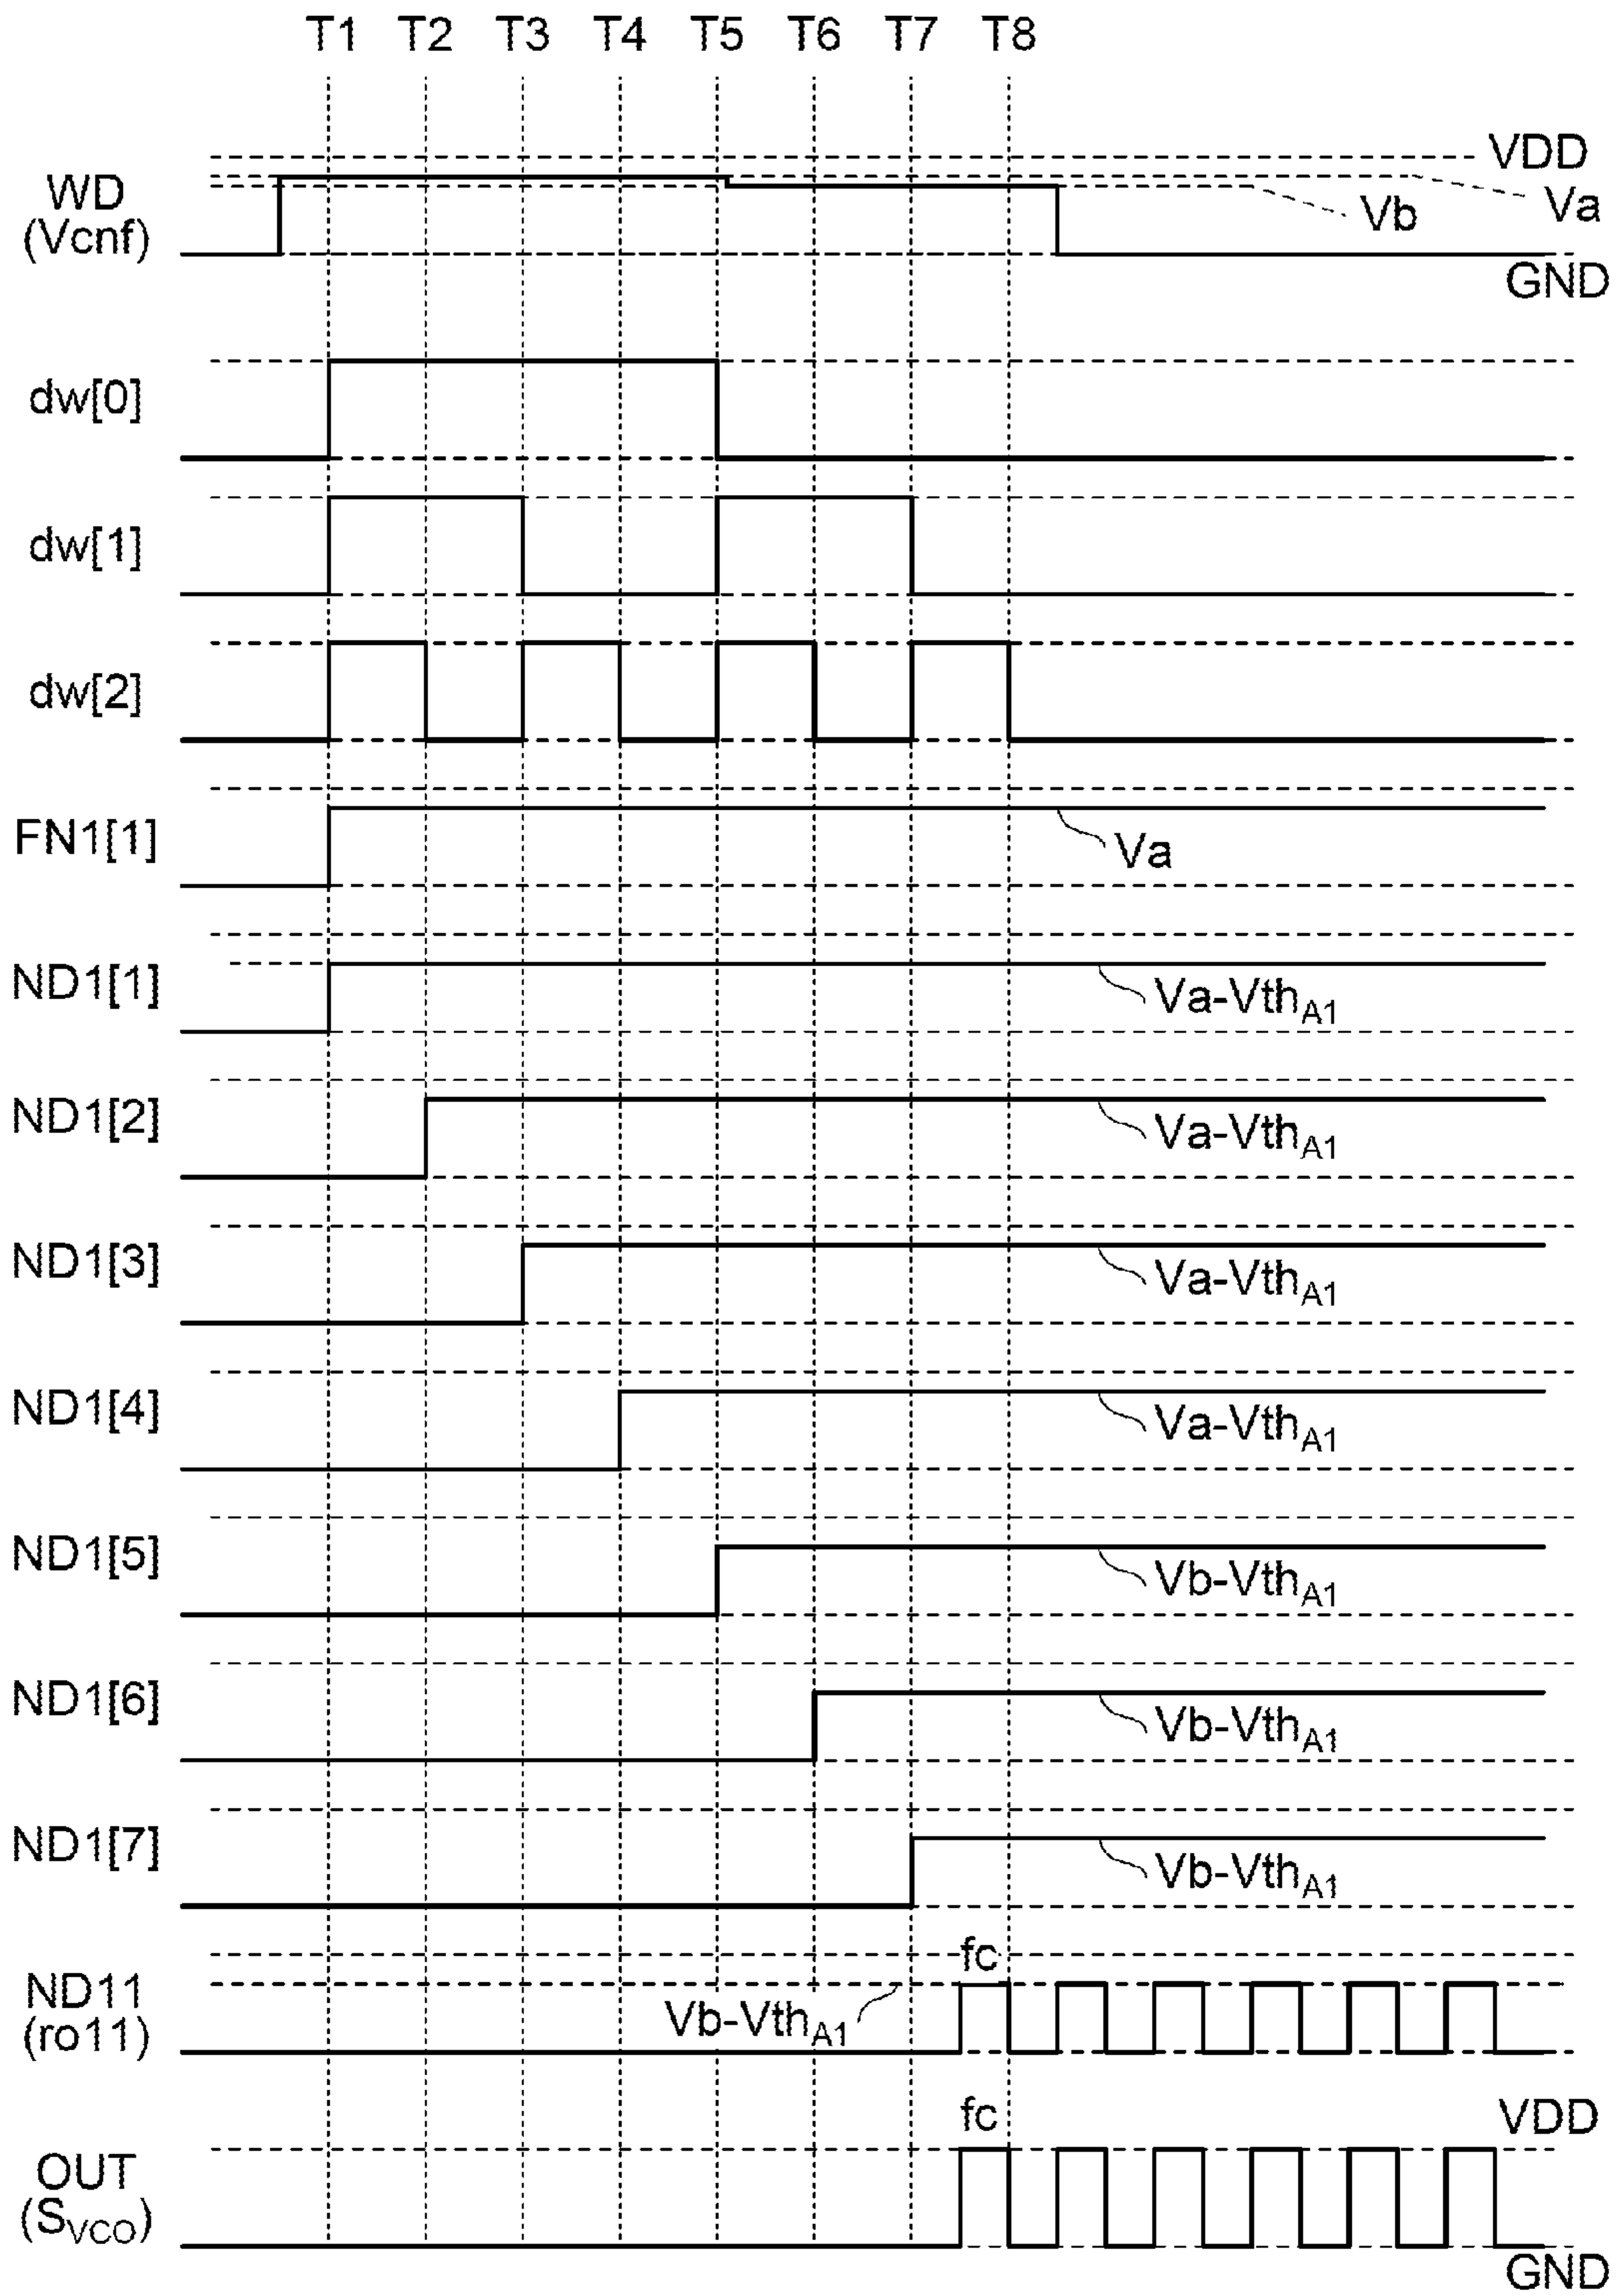 T1 T2 T3 T4 T5 T6 T7 T8
VDD
WD
(Vcnf)
Va
Vb
GND
dw[0]
dw[1]
dw[2]
FN1[1]
Va
ND1[1]
Va-VthA1
ND1[2]
Va-VthA1
ND1[3]
Va-VthA1
ND1[4]
Va-VthA1
ND1[5]
Vb-VthA1
ND1[6]
Vb-VthA1
ND1[7]
Vb-VthA1
fc
ND11
(ro11)
Vb-VthA1
fc
VDD
OUT
(SVCO)
GND